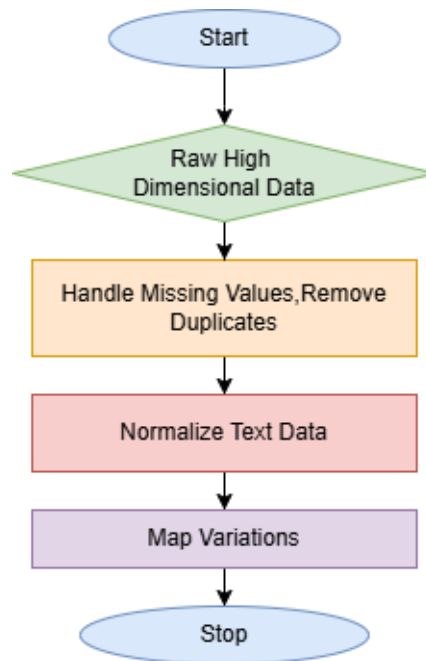 Start
Raw High
Dimensional Data
Handle Missing Values,Remove
Duplicates
Normalize Text Data
Map Variations
Stop